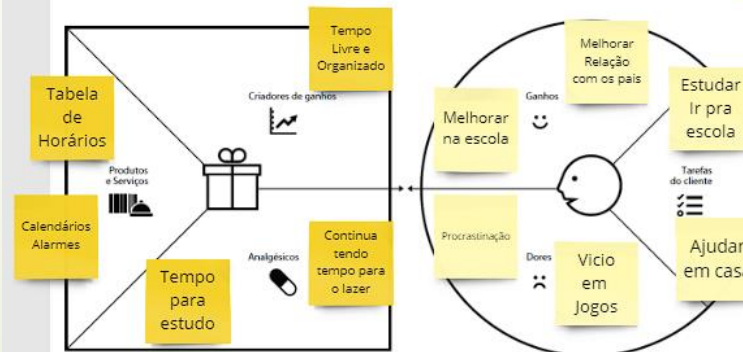 Tempo
Livre e
Organizado
Criadores de ganhos
Tabela
de
Horários
Produtos
e Serviços
Calendários
Alarmes
Tempo
para
estudo
Analgésicos
Continua
tendo
tempo para
o lazer
Melhorar
Relação
com os pais
Ganhos
Melhorar
na escola
Estudar
Ir pra
escola
Tarefas
do cliente
Procrastinação
Dores
Vicio
em
Jogos
Ajudar
em casa